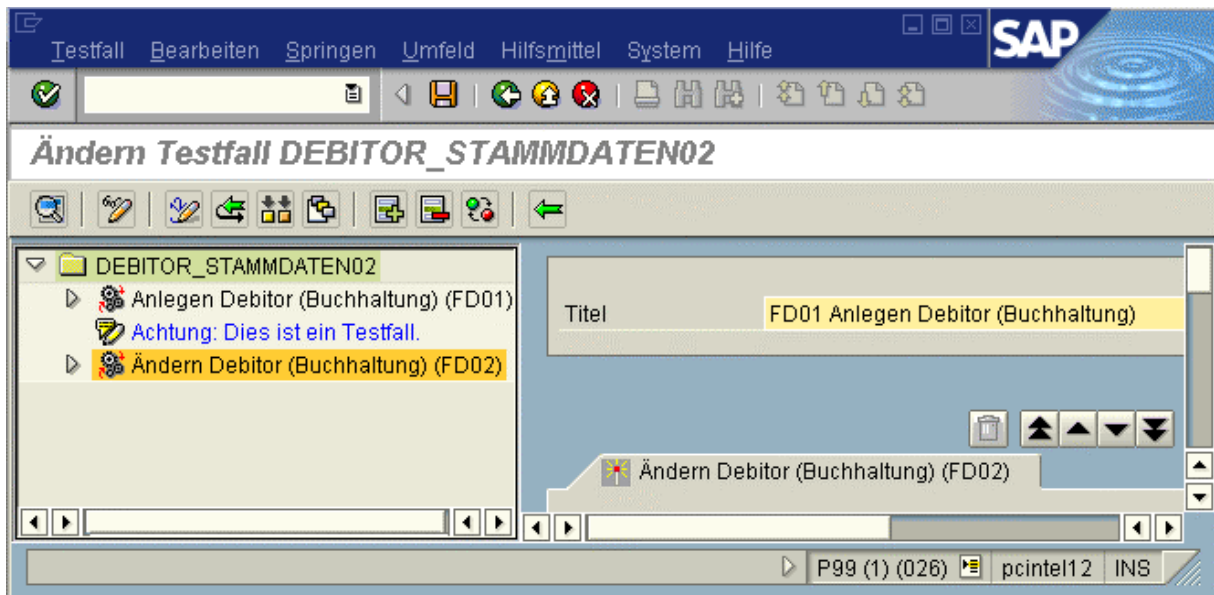 Testfall Bearbeiten Springen Umfeld Hilfsmittel System Hilfe
SAP
Ändern Testfall DEBITOR_STAMMDATEN02
DEBITOR_STAMMDATEN02
Anlegen Debitor (Buchhaltung) (FD01)
Achtung: Dies ist ein Testfall.
Ändern Debitor (Buchhaltung) (FD02)
Titel FD01 Anlegen Debitor (Buchhaltung)
Ändern Debitor (Buchhaltung) (FD02)
P99 (1) (026) pcintel12 INS